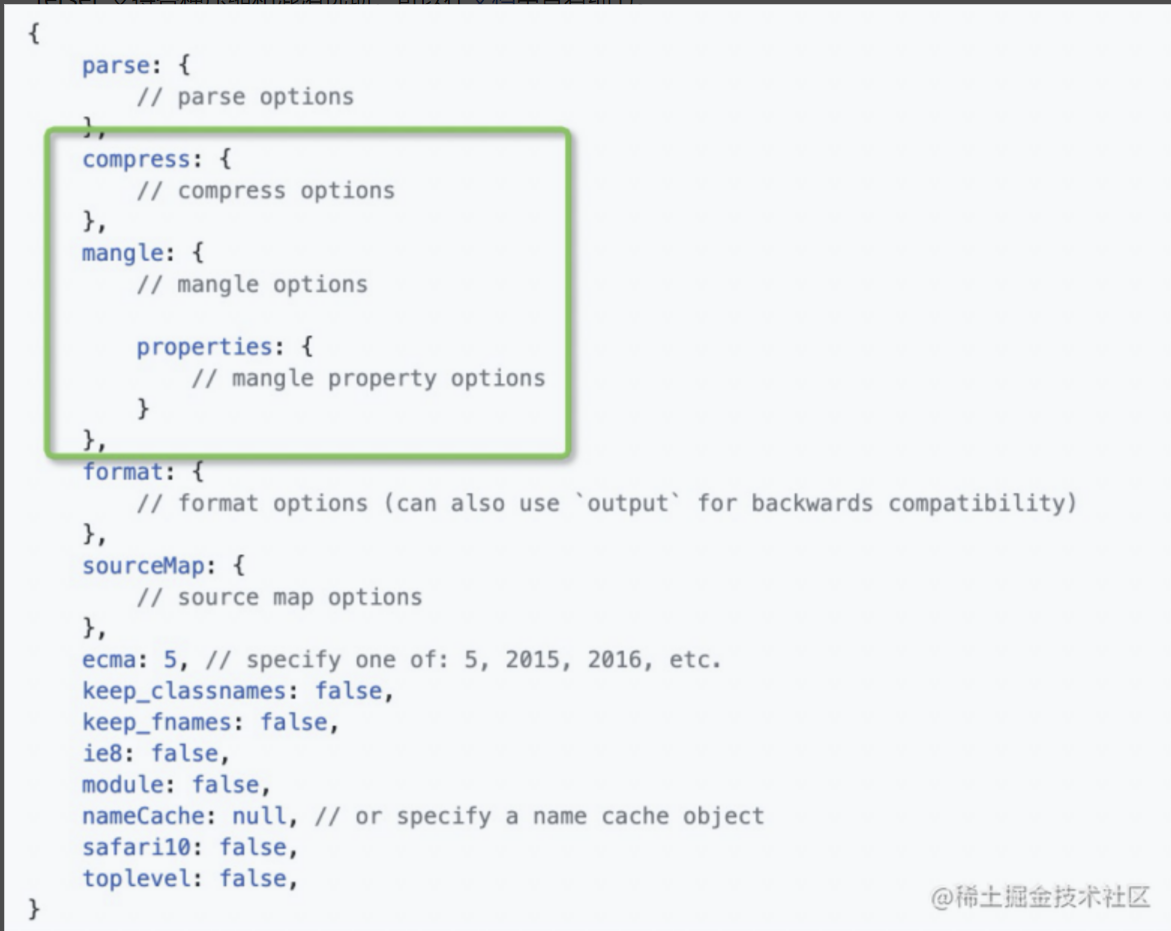 {
    parse: {
        // parse options
    },
    compress: {
        // compress options
    },
    mangle: {
        // mangle options
        properties: {
            // mangle property options
        }
    },
    format: {
        // format options (can also use `output` for backwards compatibility)
    },
    sourceMap: {
        // source map options
    },
    ecma: 5, // specify one of: 5, 2015, 2016, etc.
    keep_classnames: false,
    keep_fnames: false,
    ie8: false,
    module: false,
    nameCache: null, // or specify a name cache object
    safari10: false,
    toplevel: false,
}
@稀土掘金技术社区